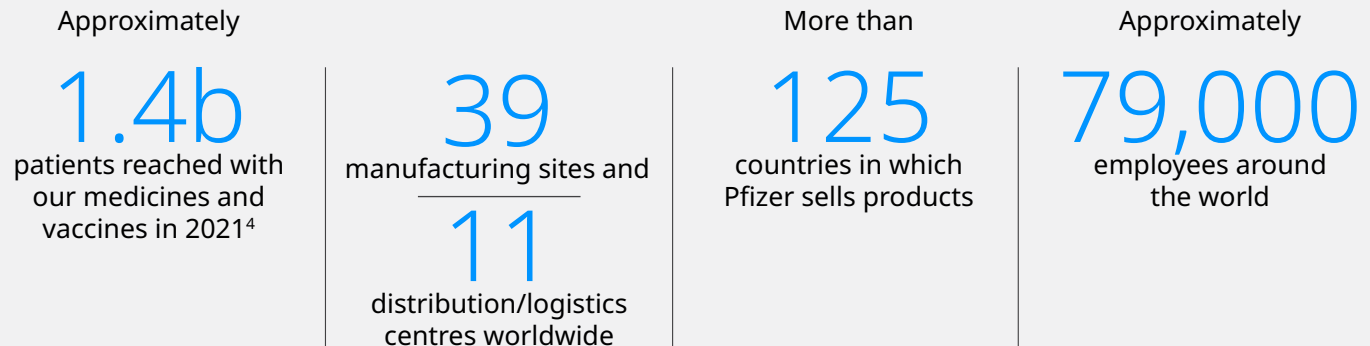 Approximately
1.4b
patients reached with
our medicines and
vaccines in 2021⁴
39
manufacturing sites and
11
distribution/logistics
centres worldwide
More than
125
countries in which
Pfizer sells products
Approximately
79,000
employees around
the world